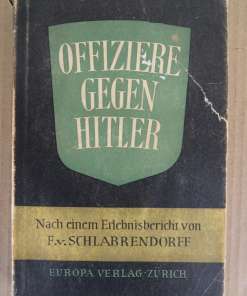 OFFIZIERE
GEGEN
HITLER
Nach einem Erlebnisbericht von
F.v. SCHLABRENDORFF
EUROPA VERLAG·ZÜRICH